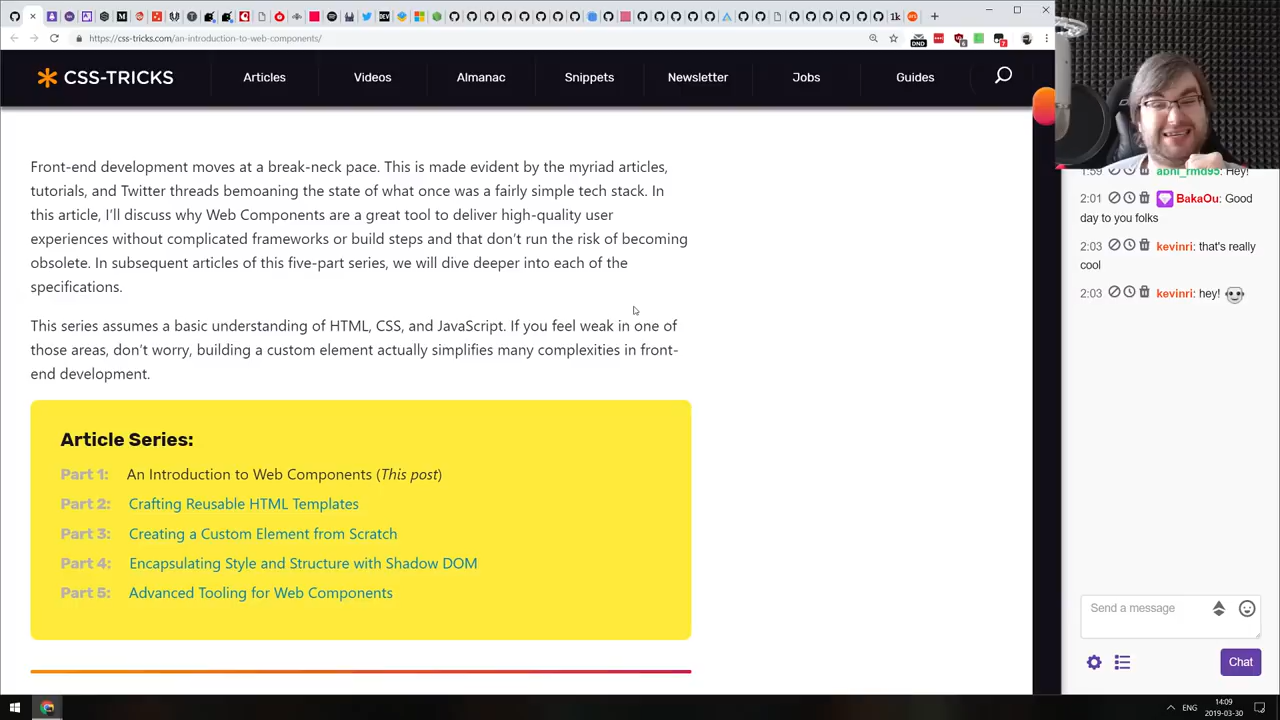 1k
https://css-tricks.com/an-introduction-to-web-components/
DND
6
7
CSS-TRICKS
Articles
Videos
Almanac
Snippets
Newsletter
Jobs
Guides
Front-end development moves at a break-neck pace. This is made evident by the myriad articles,
tutorials, and Twitter threads bemoaning the state of what once was a fairly simple tech stack. In
this article, I’ll discuss why Web Components are a great tool to deliver high-quality user
experiences without complicated frameworks or build steps and that don’t run the risk of becoming
obsolete. In subsequent articles of this five-part series, we will dive deeper into each of the
specifications.
This series assumes a basic understanding of HTML, CSS, and JavaScript. If you feel weak in one of
those areas, don’t worry, building a custom element actually simplifies many complexities in front-
end development.
Article Series:
Part 1: An Introduction to Web Components (This post)
Part 2: Crafting Reusable HTML Templates
Part 3: Creating a Custom Element from Scratch
Part 4: Encapsulating Style and Structure with Shadow DOM
Part 5: Advanced Tooling for Web Components
1:59 abhi_rmd95: Hey!
2:01 BakaOu: Good
day to you folks
2:03 kevinri: that's really
cool
2:03 kevinri: hey!
Send a message
Chat
ENG
14:09
2019-03-30